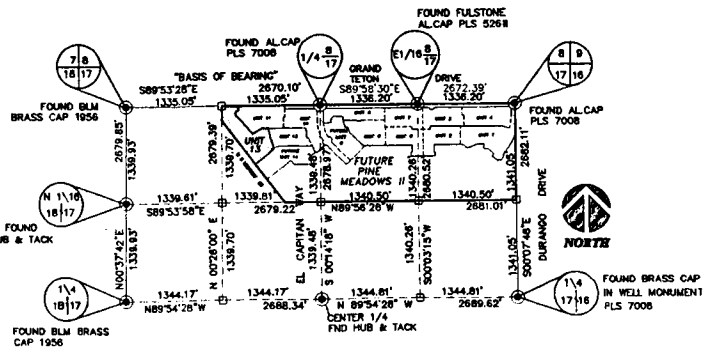 FOUND FULSTONE
AL.CAP PLS 5268
FOUND AL.CAP
PLS 7008
7 8
18 17
1/4 8
17
E1/16 8
17
8 9
17 16
"BASIS OF BEARING"
GRAND
TETON
DRIVE
S89'53'28"E
2670.10'
S89'58'30"E
2672.39'
1335.05'
1335.05'
1336.20'
1336.20'
FOUND BLM
BRASS CAP 1956
FOUND AL.CAP
PLS 7008
2679.85'
1339.93'
2679.39'
1339.70'
UNIT
13
FUTURE
PINE
MEADOWS II
1339.48'
2678.97'
1340.26'
2680.52'
1341.05'
2682.11'
N 1\16
18 17
FOUND
HUB & TACK
1339.61'
S89'53'58"E
1339.81'
2679.22
1340.50'
N89'56'26"W
1340.50'
2681.01'
NORTH
N00'37'42"E
1339.93'
N 00'26'00" E
1339.70'
EL CAPITAN WAY
1339.48'
S 00'14'18" W
1340.26'
S00'03'15"W
1341.05'
S00'07'46"E
DURANGO DRIVE
1\4
18 17
FOUND BLM BRASS
CAP 1956
1344.17'
N89'54'28"W
1344.17'
2688.34'
1344.81'
N 89'54'28"W
1344.81'
2689.62'
CENTER 1/4
FND HUB & TACK
1\4
17 16
FOUND BRASS CAP
IN WELL MONUMENT
PLS 7008